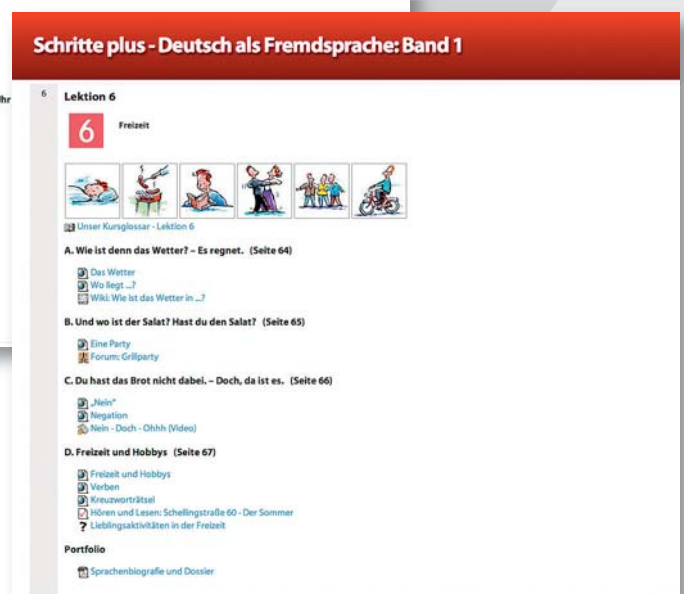 Schritte plus - Deutsch als Fremdsprache: Band 1
Ihr
6
Lektion 6
6
Freizeit
Unser Kursglossar - Lektion 6
A. Wie ist denn das Wetter? – Es regnet. (Seite 64)
Das Wetter
Wo liegt ...?
Wiki: Wie ist das Wetter in ...?
B. Und wo ist der Salat? Hast du den Salat? (Seite 65)
Eine Party
Forum: Grillparty
C. Du hast das Brot nicht dabei. – Doch, da ist es. (Seite 66)
„Nein“
Negation
Nein - Doch - Ohhh (Video)
D. Freizeit und Hobbys (Seite 67)
Freizeit und Hobbys
Verben
Kreuzworträtsel
Hören und Lesen: Schellingstraße 60 - Der Sommer
? Lieblingsaktivitäten in der Freizeit
Portfolio
Sprachenbiografie und Dossier